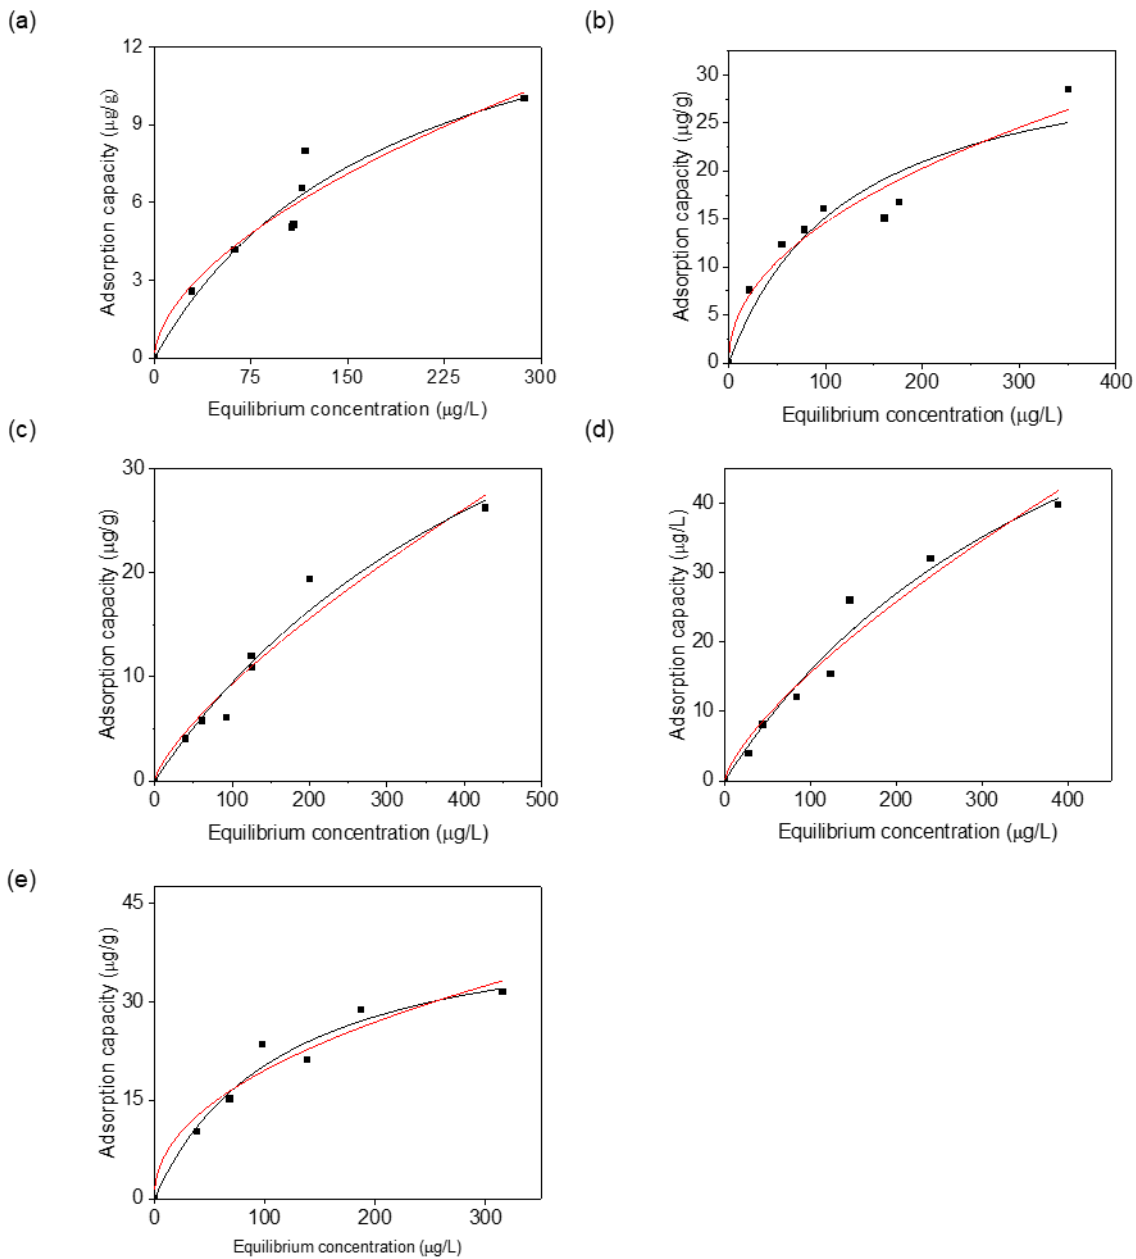 (a)
(b)
12
9
6
3
0
Adsorption capacity (μg/g)
0 75 150 225 300
Equilibrium concentration (μg/L)
30
25
20
15
10
5
0
Adsorption capacity (μg/g)
0 100 200 300 400
Equilibrium concentration (μg/L)
(c)
(d)
30
20
10
0
Adsorption capacity (μg/g)
0 100 200 300 400 500
Equilibrium concentration (μg/L)
40
30
20
10
0
Adsorption capacity (μg/L)
0 100 200 300 400
Equilibrium concentration (μg/L)
(e)
45
30
15
0
Adsorption capacity (μg/g)
0 100 200 300
Equilibrium concentration (μg/L)